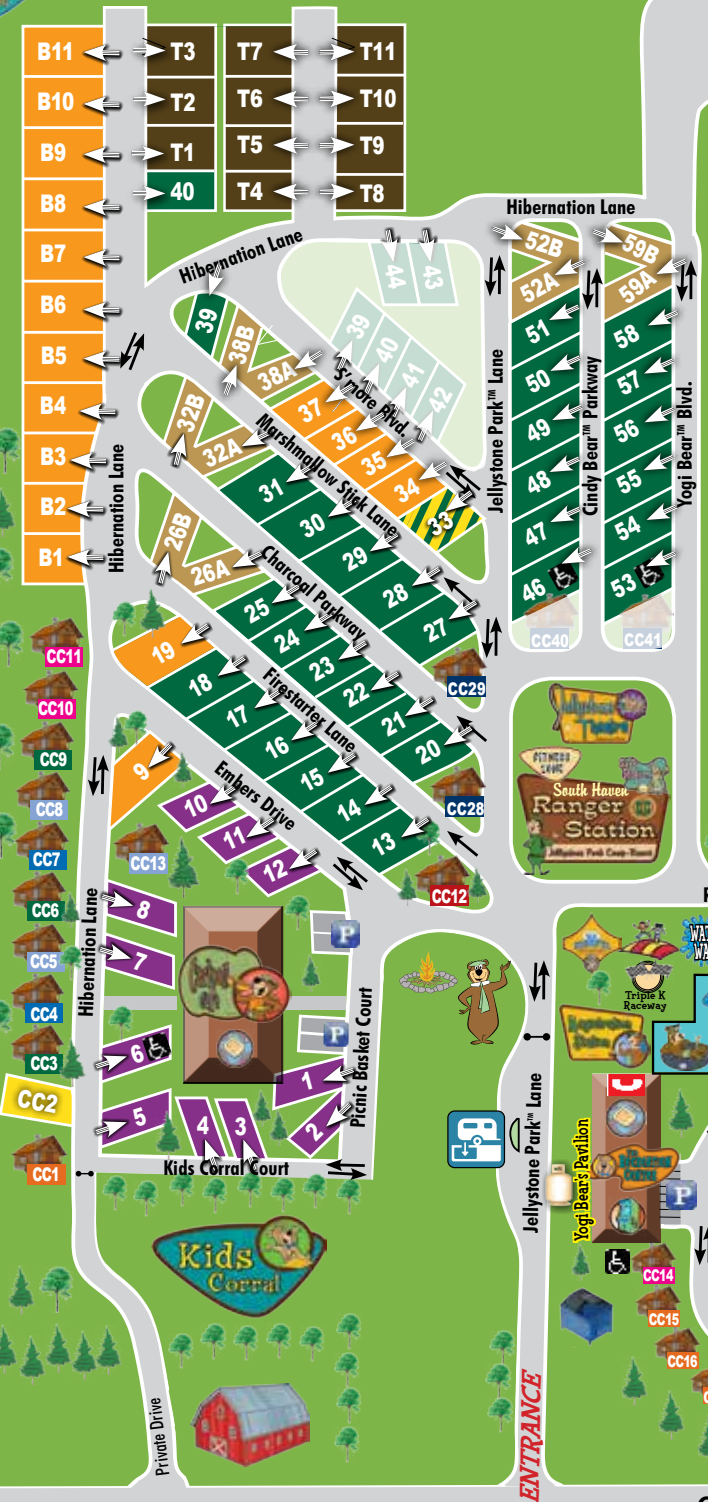 B11
T3
T7
T11
B10
T2
T6
T10
B9
T1
T5
T9
B8
40
T4
T8
Hibernation Lane
B7
Hibernation Lane
52B
59B
44
43
52A
59A
B6
39
38B
39
40
41
42
51
58
B5
38A
S'more Blvd.
50
57
B4
32B
37
36
35
34
33
Jellystone Park™ Lane
Cindy Bear™ Parkway
Yogi Bear™ Blvd.
49
56
B3
32A
Marshmallow Stick Lane
48
55
31
30
29
28
27
B2
Hibernation Lane
26B
47
54
B1
26A
Charcoal Parkway
46
53
25
24
23
22
21
20
CC40
CC41
CC11
19
18
17
16
15
14
13
Firestarter Lane
CC29
CC10
CC9
9
Embers Drive
CC28
Jellystone
Theatre
South Haven
Ranger
Station
Jellystone Park Camp-Resort
CC8
10
11
12
CC7
CC13
CC12
CC6
Hibernation Lane
8
P
CC5
7
Triple K
Raceway
CC4
6
P
CC3
1
Picnic Basket Court
CC2
5
4
3
2
Jellystone Park™ Lane
Yogi Bear's Pavilion
CC1
Kids Corral Court
P
Kids
Corral
CC14
CC15
CC16
Private Drive
ENTRANCE